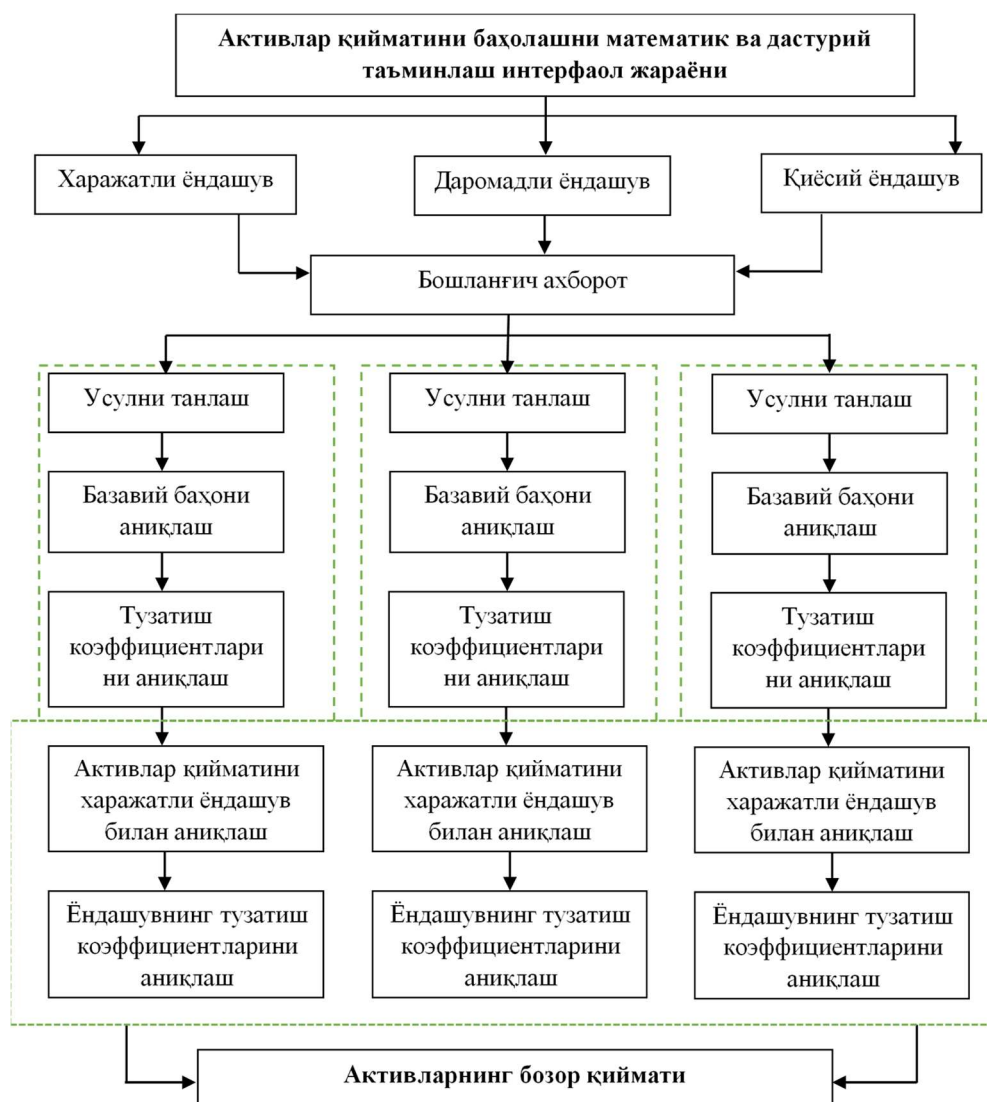 Активлар қийматини баҳолашни математик ва дастурий
таъминлаш интерфаол жараёни
Харажатли ёндашув
Даромадли ёндашув
Қиёсий ёндашув
Бошланғич ахборот
Усулни танлаш
Усулни танлаш
Усулни танлаш
Базавий баҳони
аниқлаш
Базавий баҳони
аниқлаш
Базавий баҳони
аниқлаш
Тузатиш
коэффициентлари
ни аниқлаш
Тузатиш
коэффициентлари
ни аниқлаш
Тузатиш
коэффициентлари
ни аниқлаш
Активлар қийматини
харажатли ёндашув
билан аниқлаш
Активлар қийматини
харажатли ёндашув
билан аниқлаш
Активлар қийматини
харажатли ёндашув
билан аниқлаш
Ёндашувнинг тузатиш
коэффициентларини
аниқлаш
Ёндашувнинг тузатиш
коэффициентларини
аниқлаш
Ёндашувнинг тузатиш
коэффициентларини
аниқлаш
Активларнинг бозор қиймати